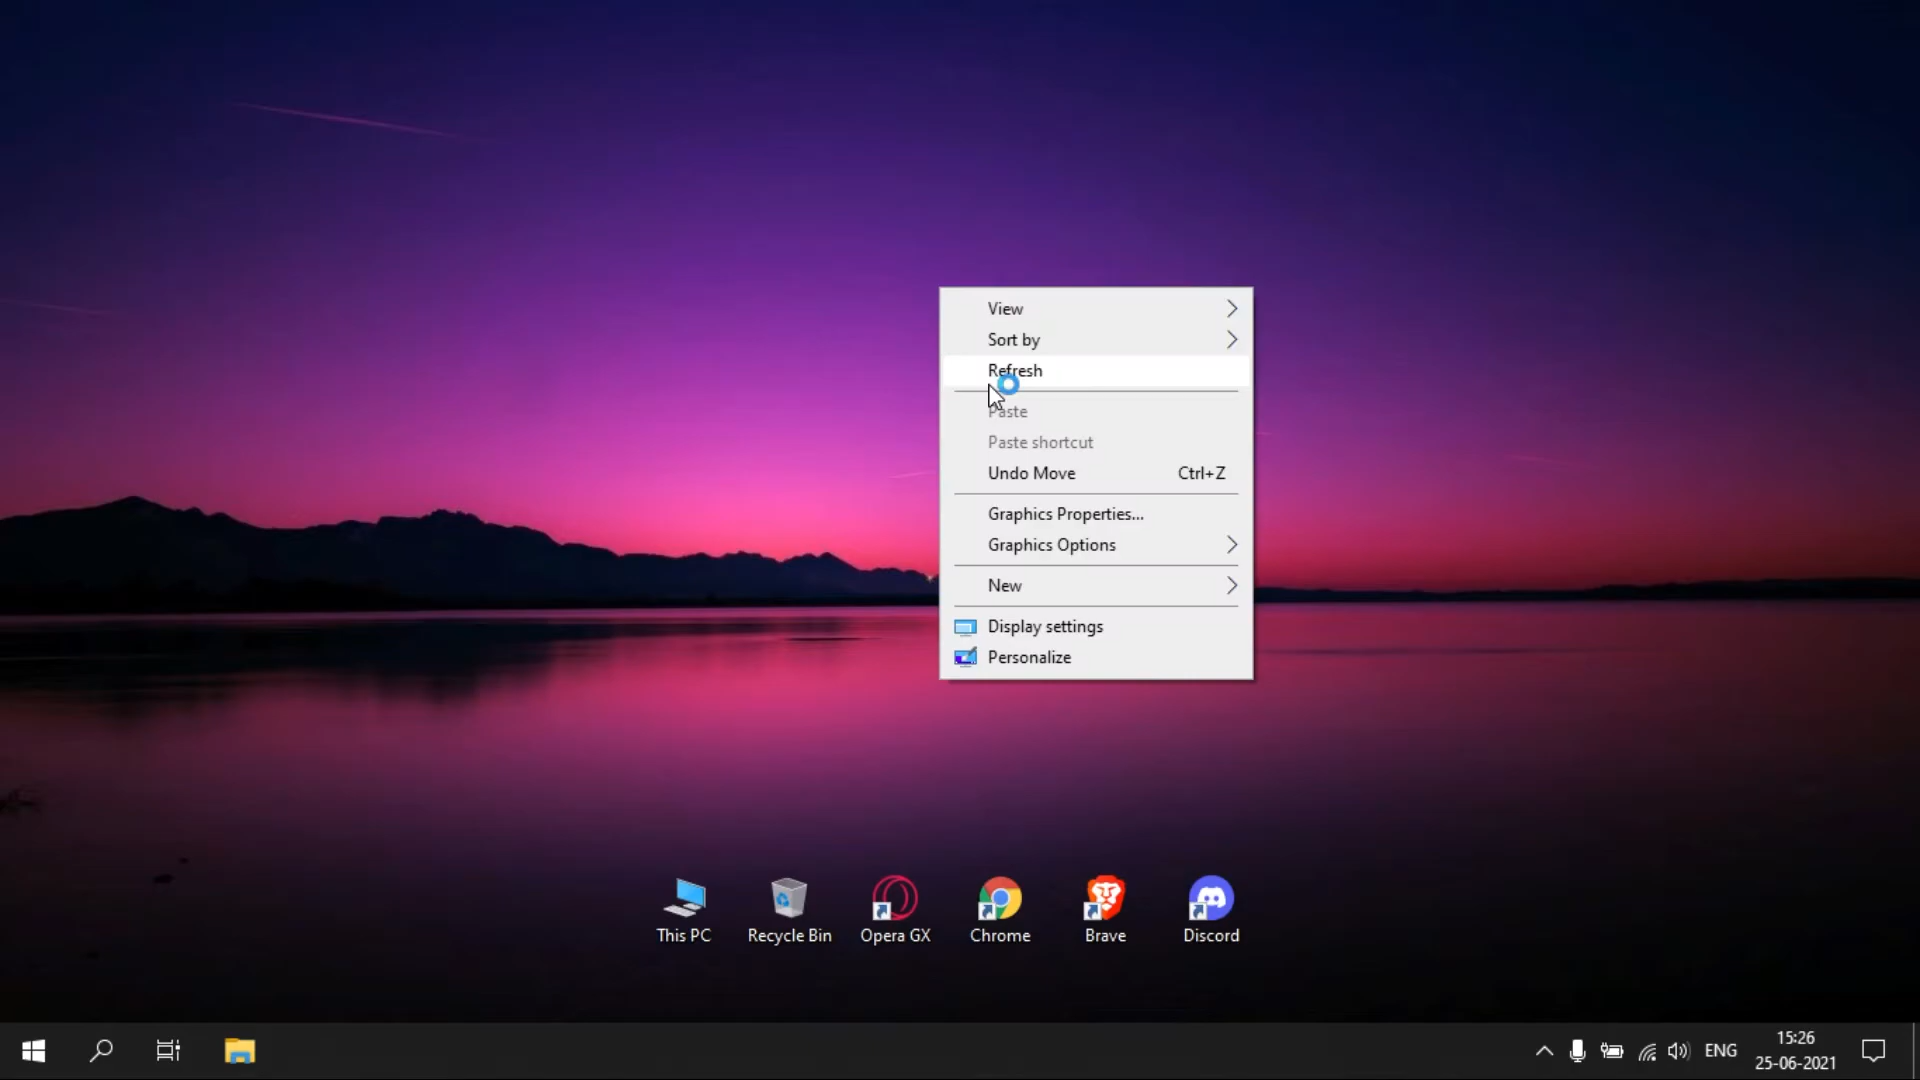 View
Sort by
Refresh
Paste
Paste shortcut
Undo Move Ctrl+Z
Graphics Properties...
Graphics Options
New
Display settings
Personalize
This PC
Recycle Bin
Opera GX
Chrome
Brave
Discord
ENG
15:26
25-06-2021